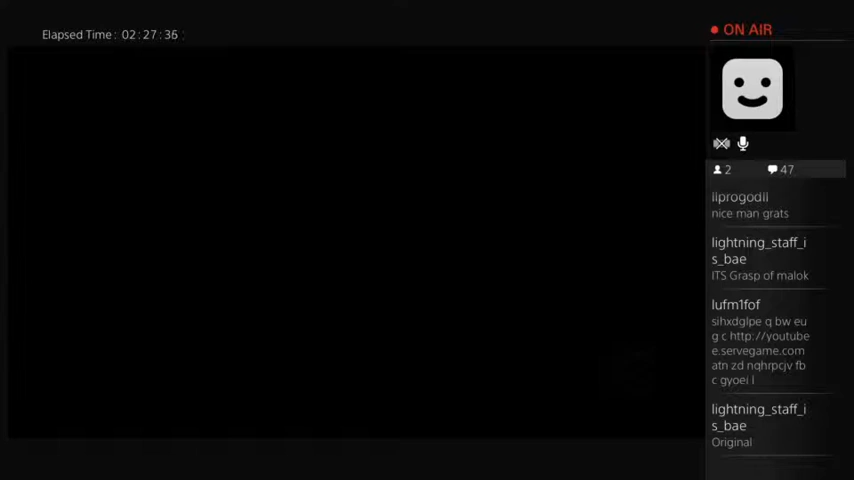 Elapsed Time: 02:27:36
ON AIR
2 47
iiprogodii
nice man grats
lightning_staff_i
s_bae
ITS Grasp of malok
lufm1fof
sihxdglpe q bw eu
g c http://youtube
e.servegame.com
atn zd nqhrpcjv fb
c gyoei l
lightning_staff_i
s_bae
Original